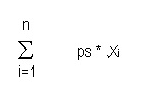 n
Σ ps * ,Xi
i=1